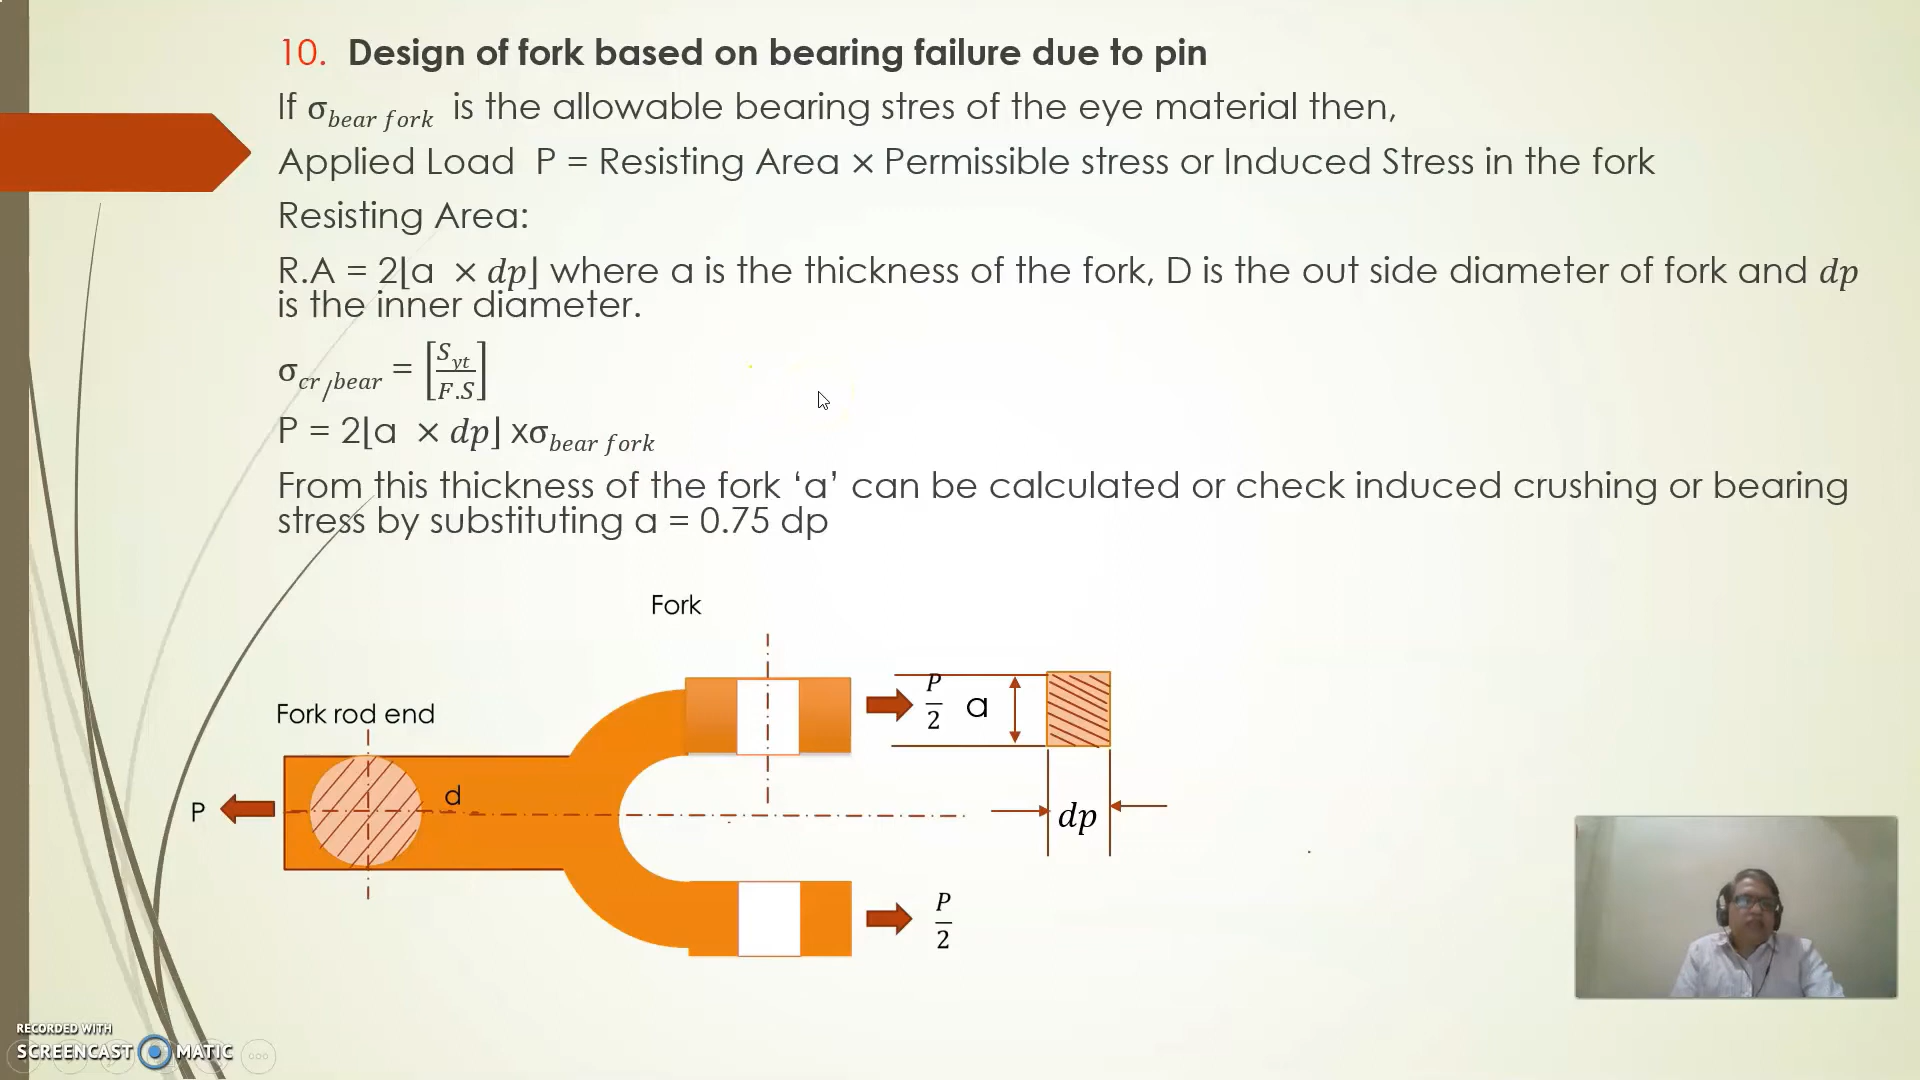 10. Design of fork based on bearing failure due to pin
If σ_bear fork is the allowable bearing stres of the eye material then,
Applied Load P = Resisting Area × Permissible stress or Induced Stress in the fork
Resisting Area:
R.A = 2⌊a × dp⌋ where a is the thickness of the fork, D is the out side diameter of fork and dp
is the inner diameter.
σ_cr/bear = [S_yt / F.S]
P = 2⌊a × dp⌋ xσ_bear fork
From this thickness of the fork ‘a’ can be calculated or check induced crushing or bearing
stress by substituting a = 0.75 dp
Fork
Fork rod end
P/2
a
P
d
dp
P/2
RECORDED WITH
SCREENCAST MATIC